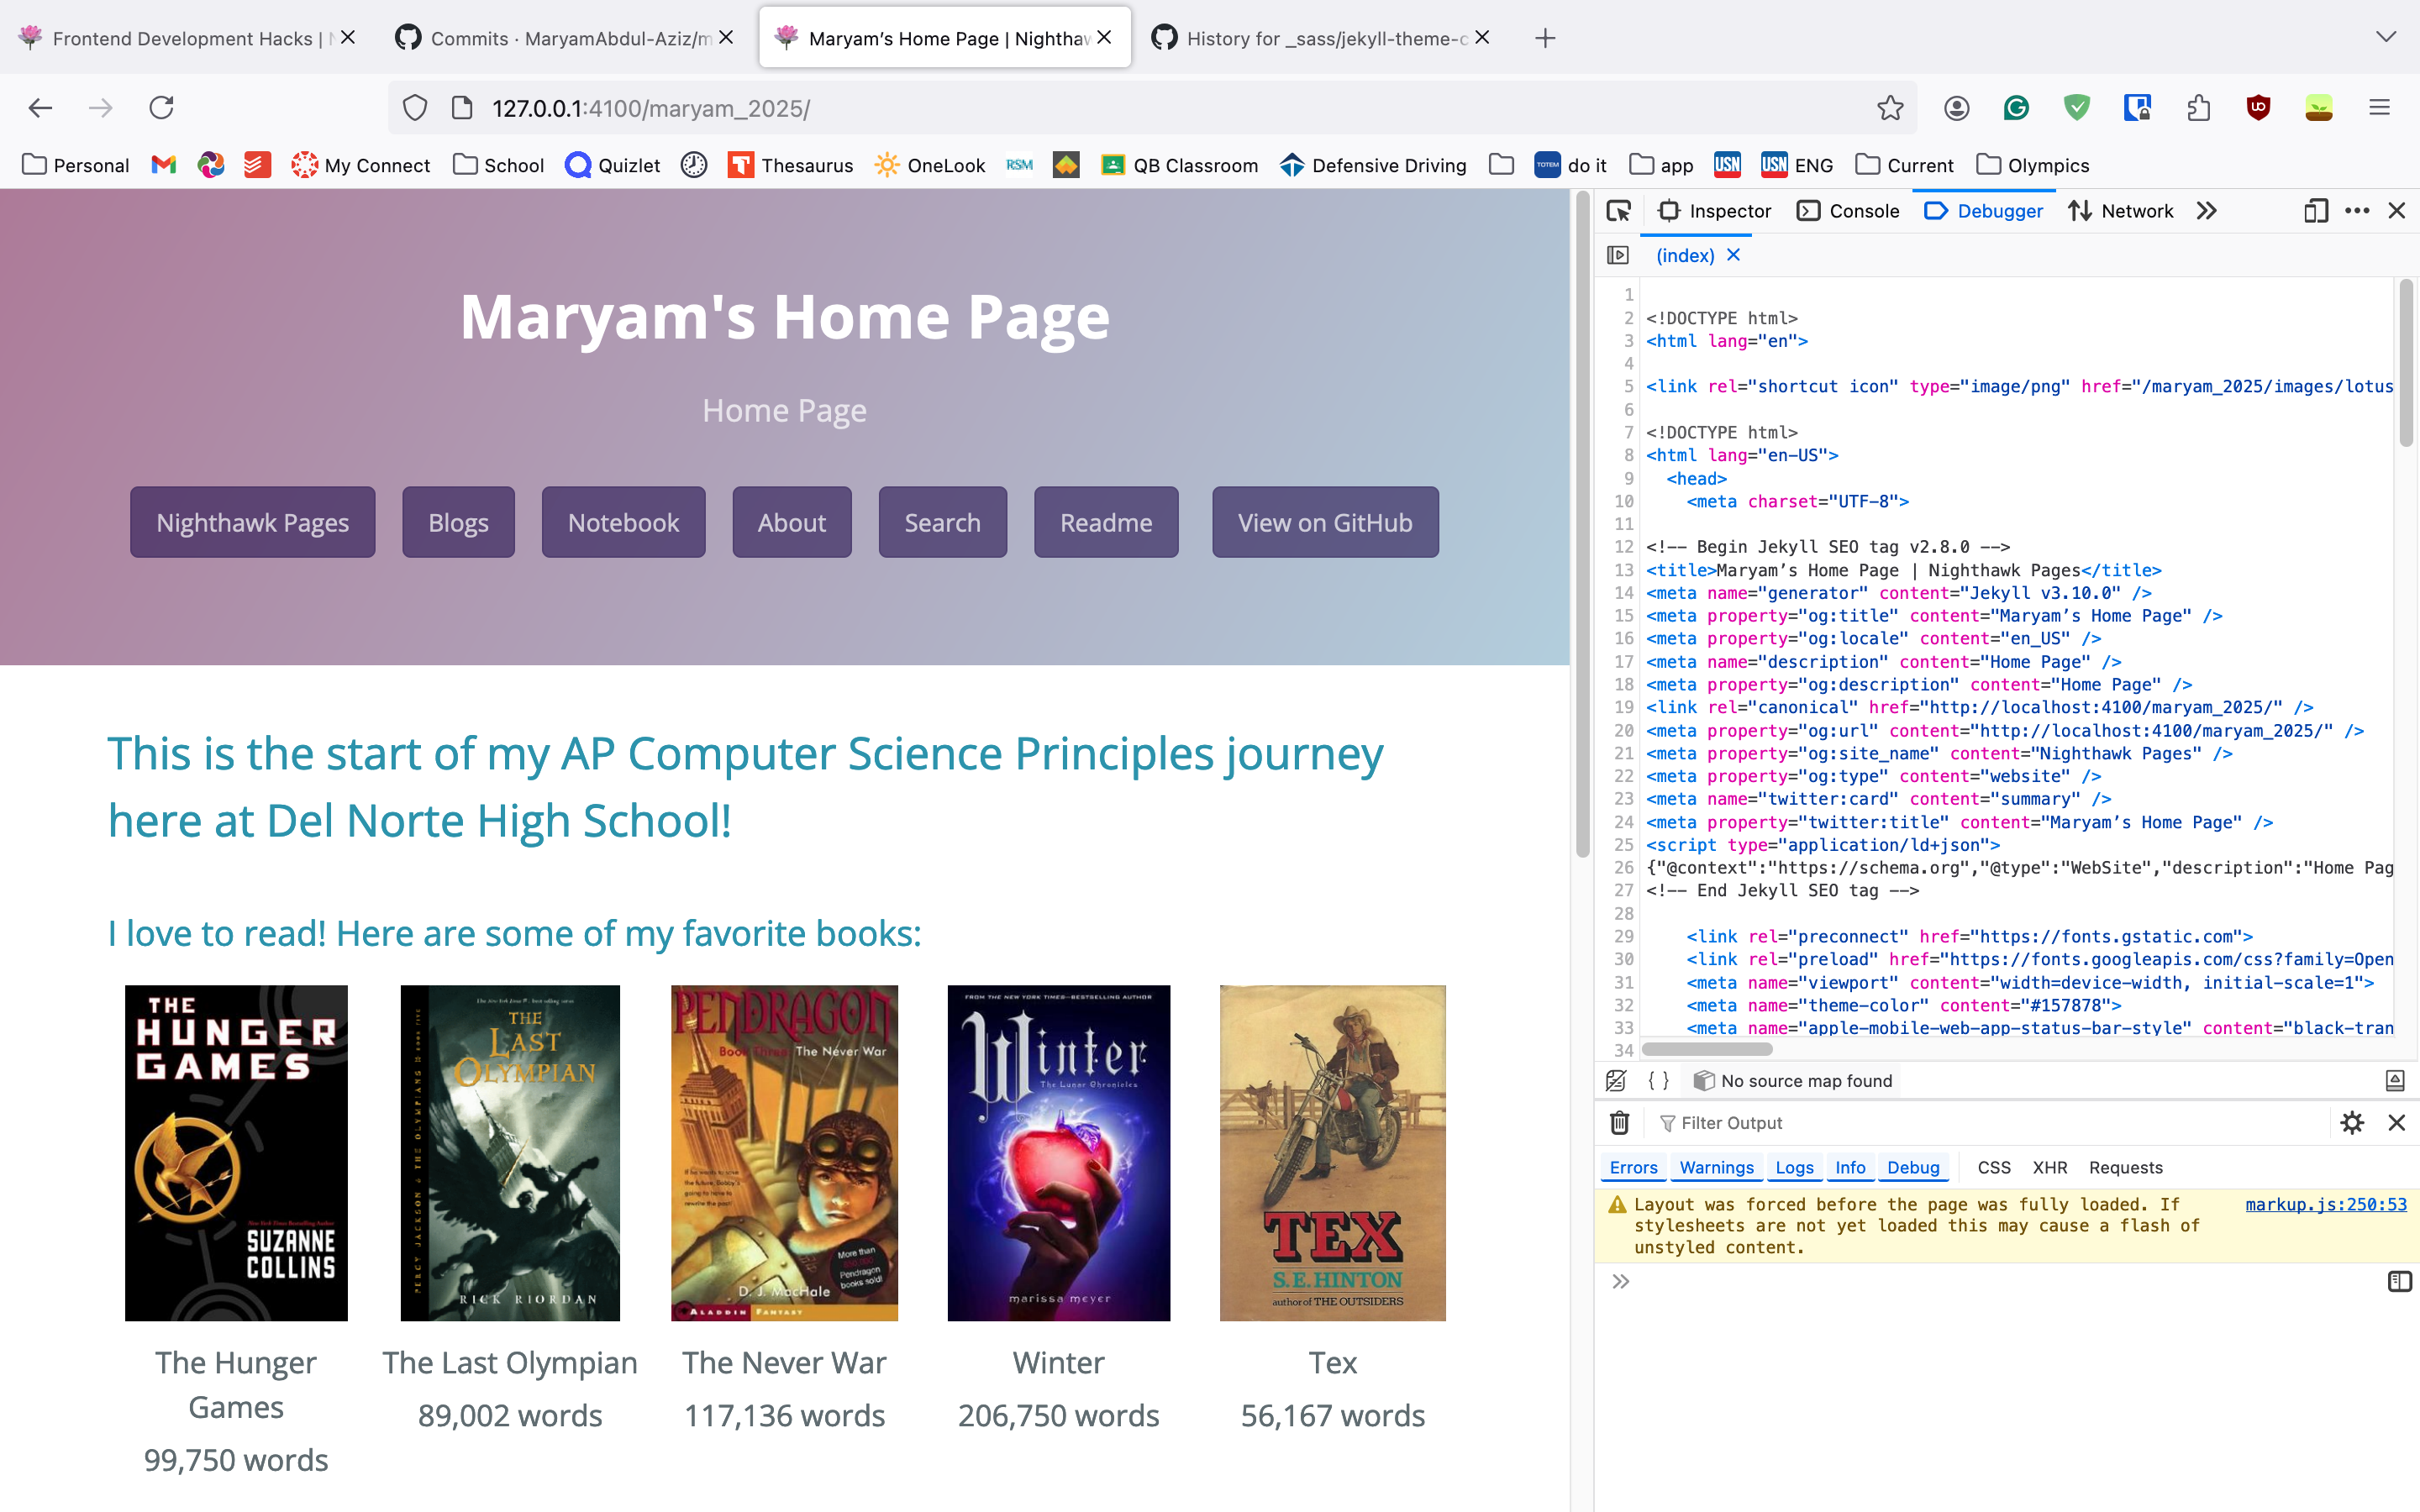 Frontend Development Hacks | N
Commits · MaryamAbdul-Aziz/m
Maryam’s Home Page | Nighthaw
History for _sass/jekyll-theme-c
127.0.0.1:4100/maryam_2025/
Personal
My Connect
School
Quizlet
Thesaurus
OneLook
RSM
QB Classroom
Defensive Driving
TOTEM
do it
app
USN
USN
ENG
Current
Olympics
Maryam's Home Page
Home Page
Nighthawk Pages
Blogs
Notebook
About
Search
Readme
View on GitHub
This is the start of my AP Computer Science Principles journey
here at Del Norte High School!
I love to read! Here are some of my favorite books:
THE
HUNGER
GAMES
SUZANNE
COLLINS
PERCY JACKSON & THE OLYMPIANS
THE
LAST
OLYMPIAN
RICK RIORDAN
PENDRAGON
Book Three The Never War
More than
Pendragon
books sold!
D. J. MacHale
ALADDIN FANTASY
FROM THE NEW YORK TIMES—BESTSELLING AUTHOR
Winter
The Lunar Chronicles
marissa meyer
TEX
S.E. HINTON
author of THE OUTSIDERS
The Hunger
Games
99,750 words
The Last Olympian
89,002 words
The Never War
117,136 words
Winter
206,750 words
Tex
56,167 words
Inspector
Console
Debugger
Network
(index)
1
2 <!DOCTYPE html>
3 <html lang="en">
4
5 <link rel="shortcut icon" type="image/png" href="/maryam_2025/images/lotus
6
7 <!DOCTYPE html>
8 <html lang="en-US">
9 <head>
10 <meta charset="UTF-8">
11
12 <!-- Begin Jekyll SEO tag v2.8.0 -->
13 <title>Maryam’s Home Page | Nighthawk Pages</title>
14 <meta name="generator" content="Jekyll v3.10.0" />
15 <meta property="og:title" content="Maryam’s Home Page" />
16 <meta property="og:locale" content="en_US" />
17 <meta name="description" content="Home Page" />
18 <meta property="og:description" content="Home Page" />
19 <link rel="canonical" href="http://localhost:4100/maryam_2025/" />
20 <meta property="og:url" content="http://localhost:4100/maryam_2025/" />
21 <meta property="og:site_name" content="Nighthawk Pages" />
22 <meta property="og:type" content="website" />
23 <meta name="twitter:card" content="summary" />
24 <meta property="twitter:title" content="Maryam’s Home Page" />
25 <script type="application/ld+json">
26 {"@context":"https://schema.org","@type":"WebSite","description":"Home Pag
27 <!-- End Jekyll SEO tag -->
28
29 <link rel="preconnect" href="https://fonts.gstatic.com">
30 <link rel="preload" href="https://fonts.googleapis.com/css?family=Open
31 <meta name="viewport" content="width=device-width, initial-scale=1">
32 <meta name="theme-color" content="#157878">
33 <meta name="apple-mobile-web-app-status-bar-style" content="black-tran
34
{ }
No source map found
Filter Output
Errors
Warnings
Logs
Info
Debug
CSS
XHR
Requests
Layout was forced before the page was fully loaded. If
stylesheets are not yet loaded this may cause a flash of
unstyled content.
markup.js:250:53